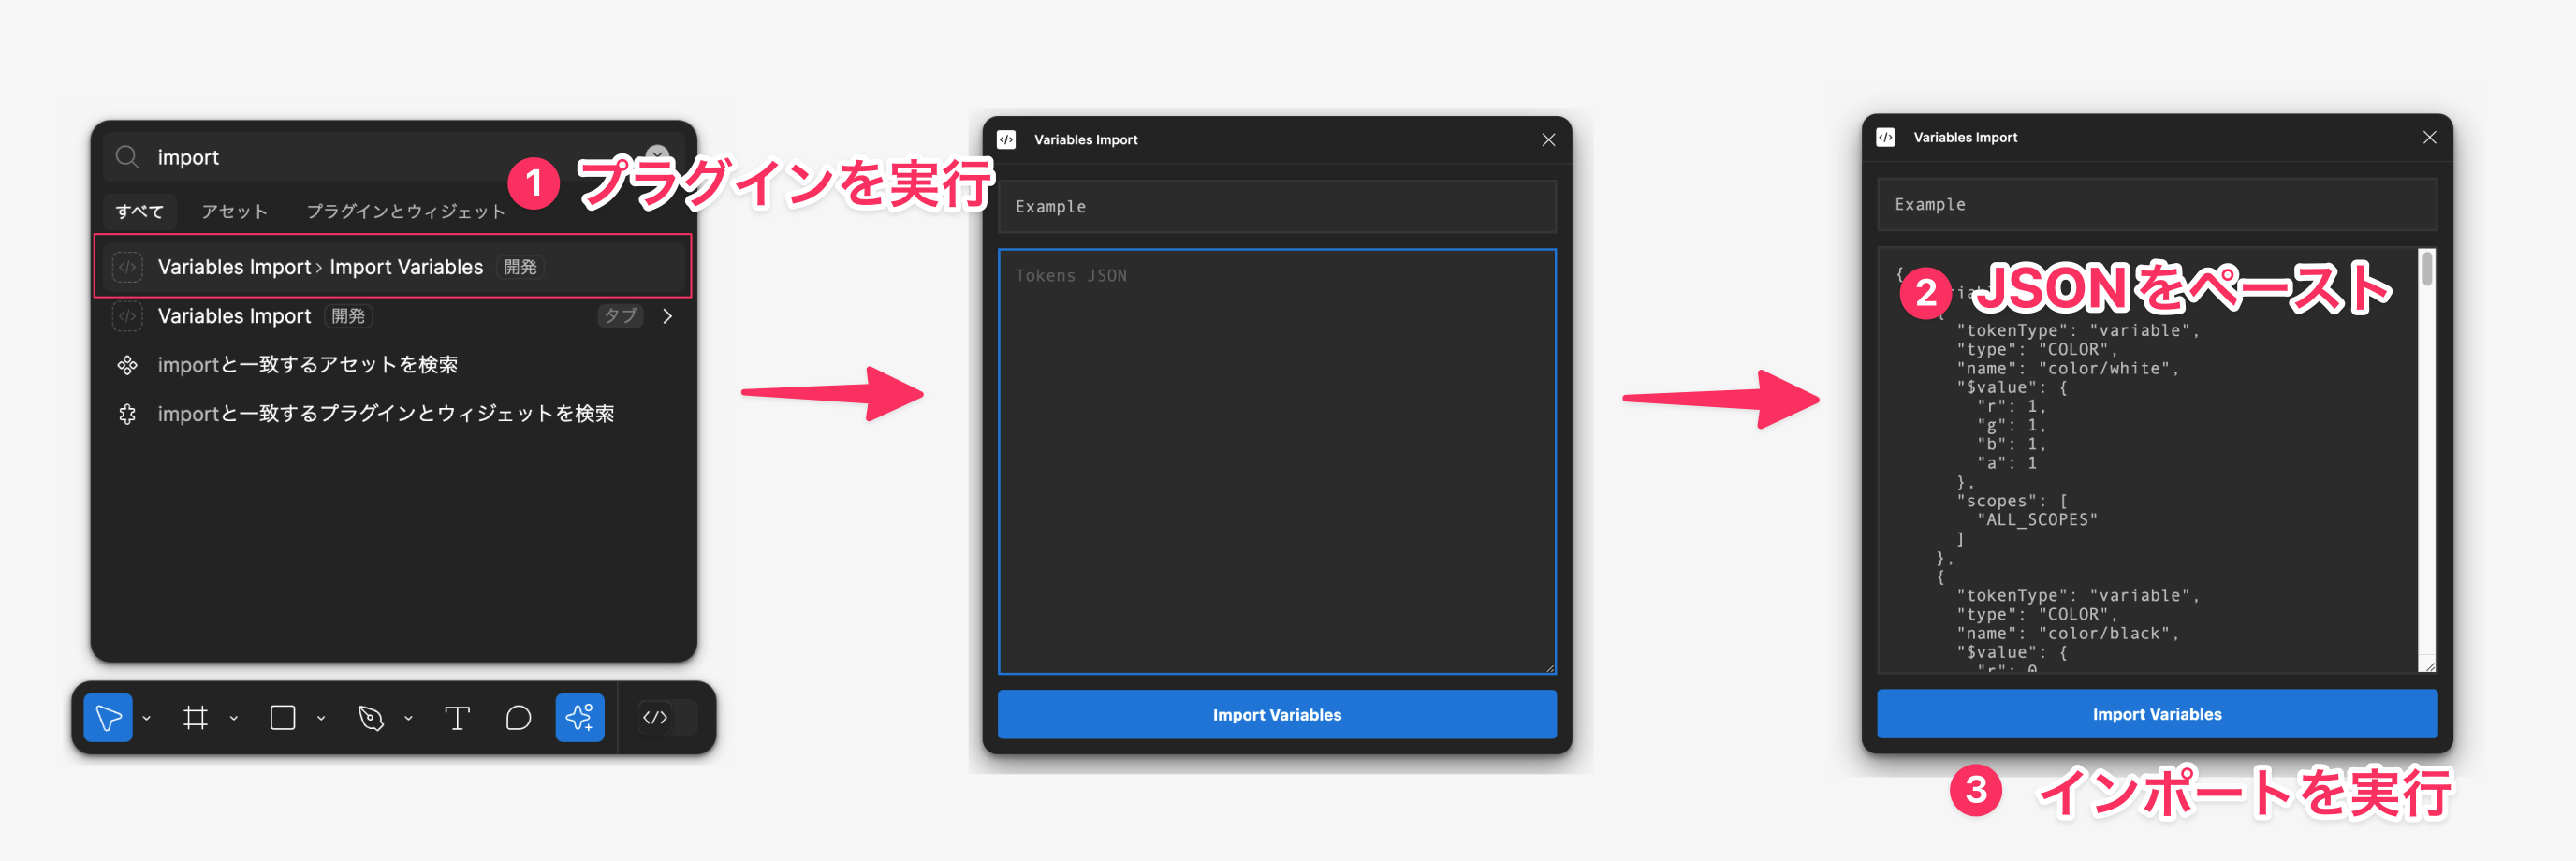 import
1 プラグインを実行
すべて アセット プラグインとウィジェット
Variables Import › Import Variables 開発
Variables Import 開発 タブ
importと一致するアセットを検索
importと一致するプラグインとウィジェットを検索
Variables Import
Example
Tokens JSON
Import Variables
Variables Import
Example
2 JSONをペースト
{
{
"tokenType": "variable",
"type": "COLOR",
"name": "color/white",
"$value": {
"r": 1,
"g": 1,
"b": 1,
"a": 1
},
"scopes": [
"ALL_SCOPES"
]
},
{
"tokenType": "variable",
"type": "COLOR",
"name": "color/black",
"$value": {
"r": 0
Import Variables
3 インポートを実行